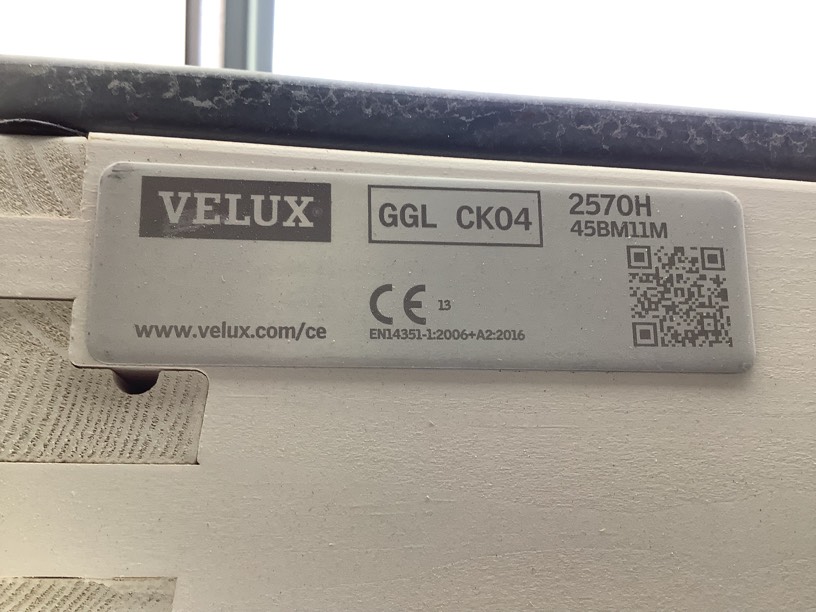 VELUX
GGL CK04
2570H
45BM11M
CE 13
www.velux.com/ce
EN14351-1:2006+A2:2016